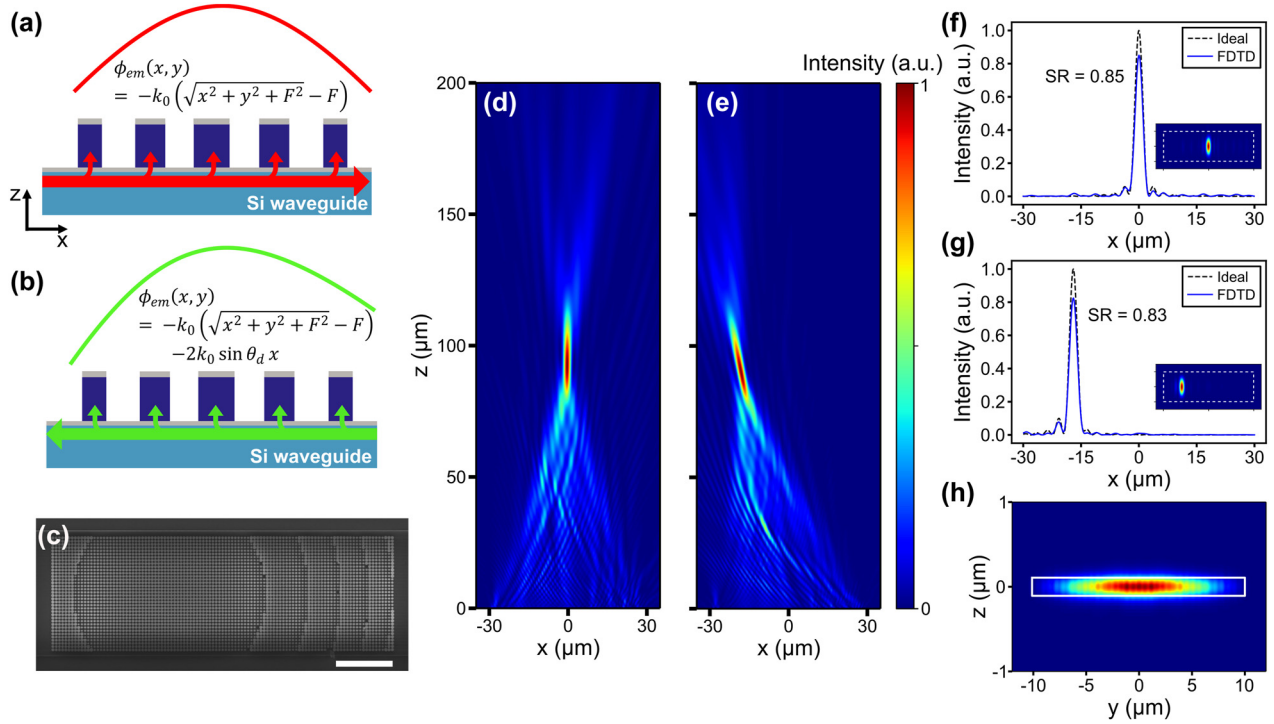 (a)
ϕem(x, y)
= −k0(√x² + y² + F² − F)
Si waveguide
z
x
(b)
ϕem(x, y)
= −k0(√x² + y² + F² − F)
−2k0 sin θd x
Si waveguide
(c)
(d)
200
150
100
50
0
z (µm)
-30
0
30
x (µm)
(e)
-30
0
30
x (µm)
Intensity (a.u.)
1
0
(f)
Intensity (a.u.)
1.0
0.8
0.6
0.4
0.2
0.0
SR = 0.85
Ideal
FDTD
-30
-15
0
15
30
x (µm)
(g)
Intensity (a.u.)
1.0
0.8
0.6
0.4
0.2
0.0
SR = 0.83
Ideal
FDTD
-30
-15
0
15
30
x (µm)
(h)
z (µm)
1
0
-1
-10
-5
0
5
10
y (µm)